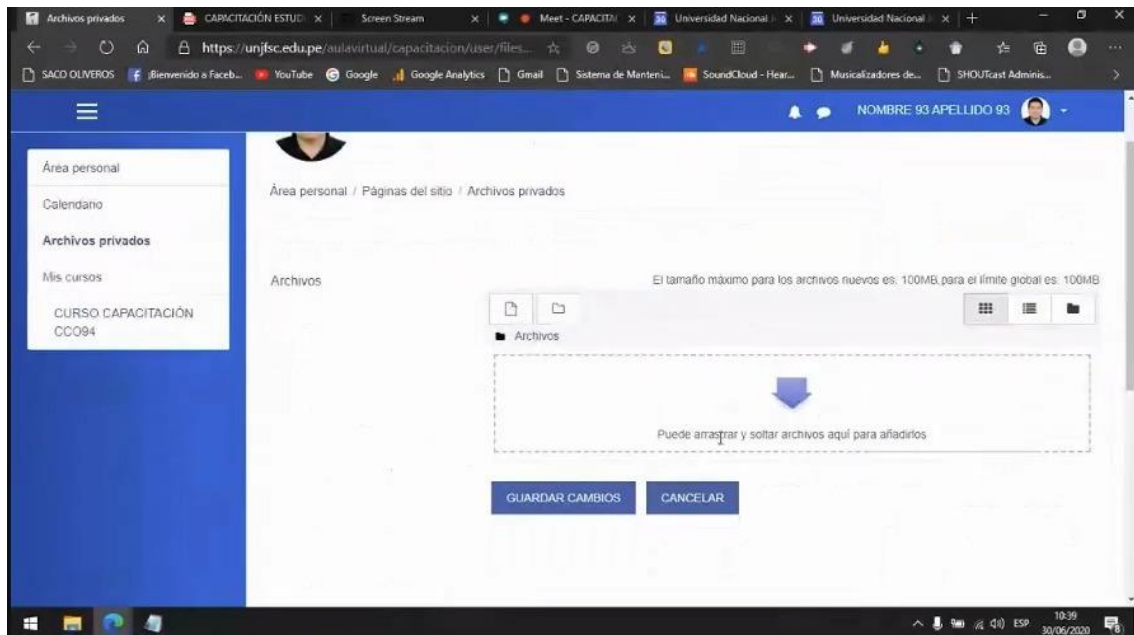 Archivos privados
CAPACITACIÓN ESTUD
Screen Stream
Meet - CAPACITA
Universidad Nacional
Universidad Nacional
https://unjfsc.edu.pe/aulavirtual/capacitacion/user/files...
SACO OLIVEROS
¡Bienvenido a Faceb...
YouTube
Google
Google Analytics
Gmail
Sistema de Manteni...
SoundCloud - Hear...
Musicalizadores de...
SHOUTcast Adminis...
NOMBRE 93 APELLIDO 93
Área personal
Calendario
Archivos privados
Mis cursos
CURSO CAPACITACIÓN
CCO94
Área personal / Páginas del sitio / Archivos privados
Archivos
El tamaño máximo para los archivos nuevos es: 100MB, para el límite global es: 100MB
Archivos
Puede arrastrar y soltar archivos aquí para añadirlos
GUARDAR CAMBIOS
CANCELAR
ESP
10:39
30/06/2020